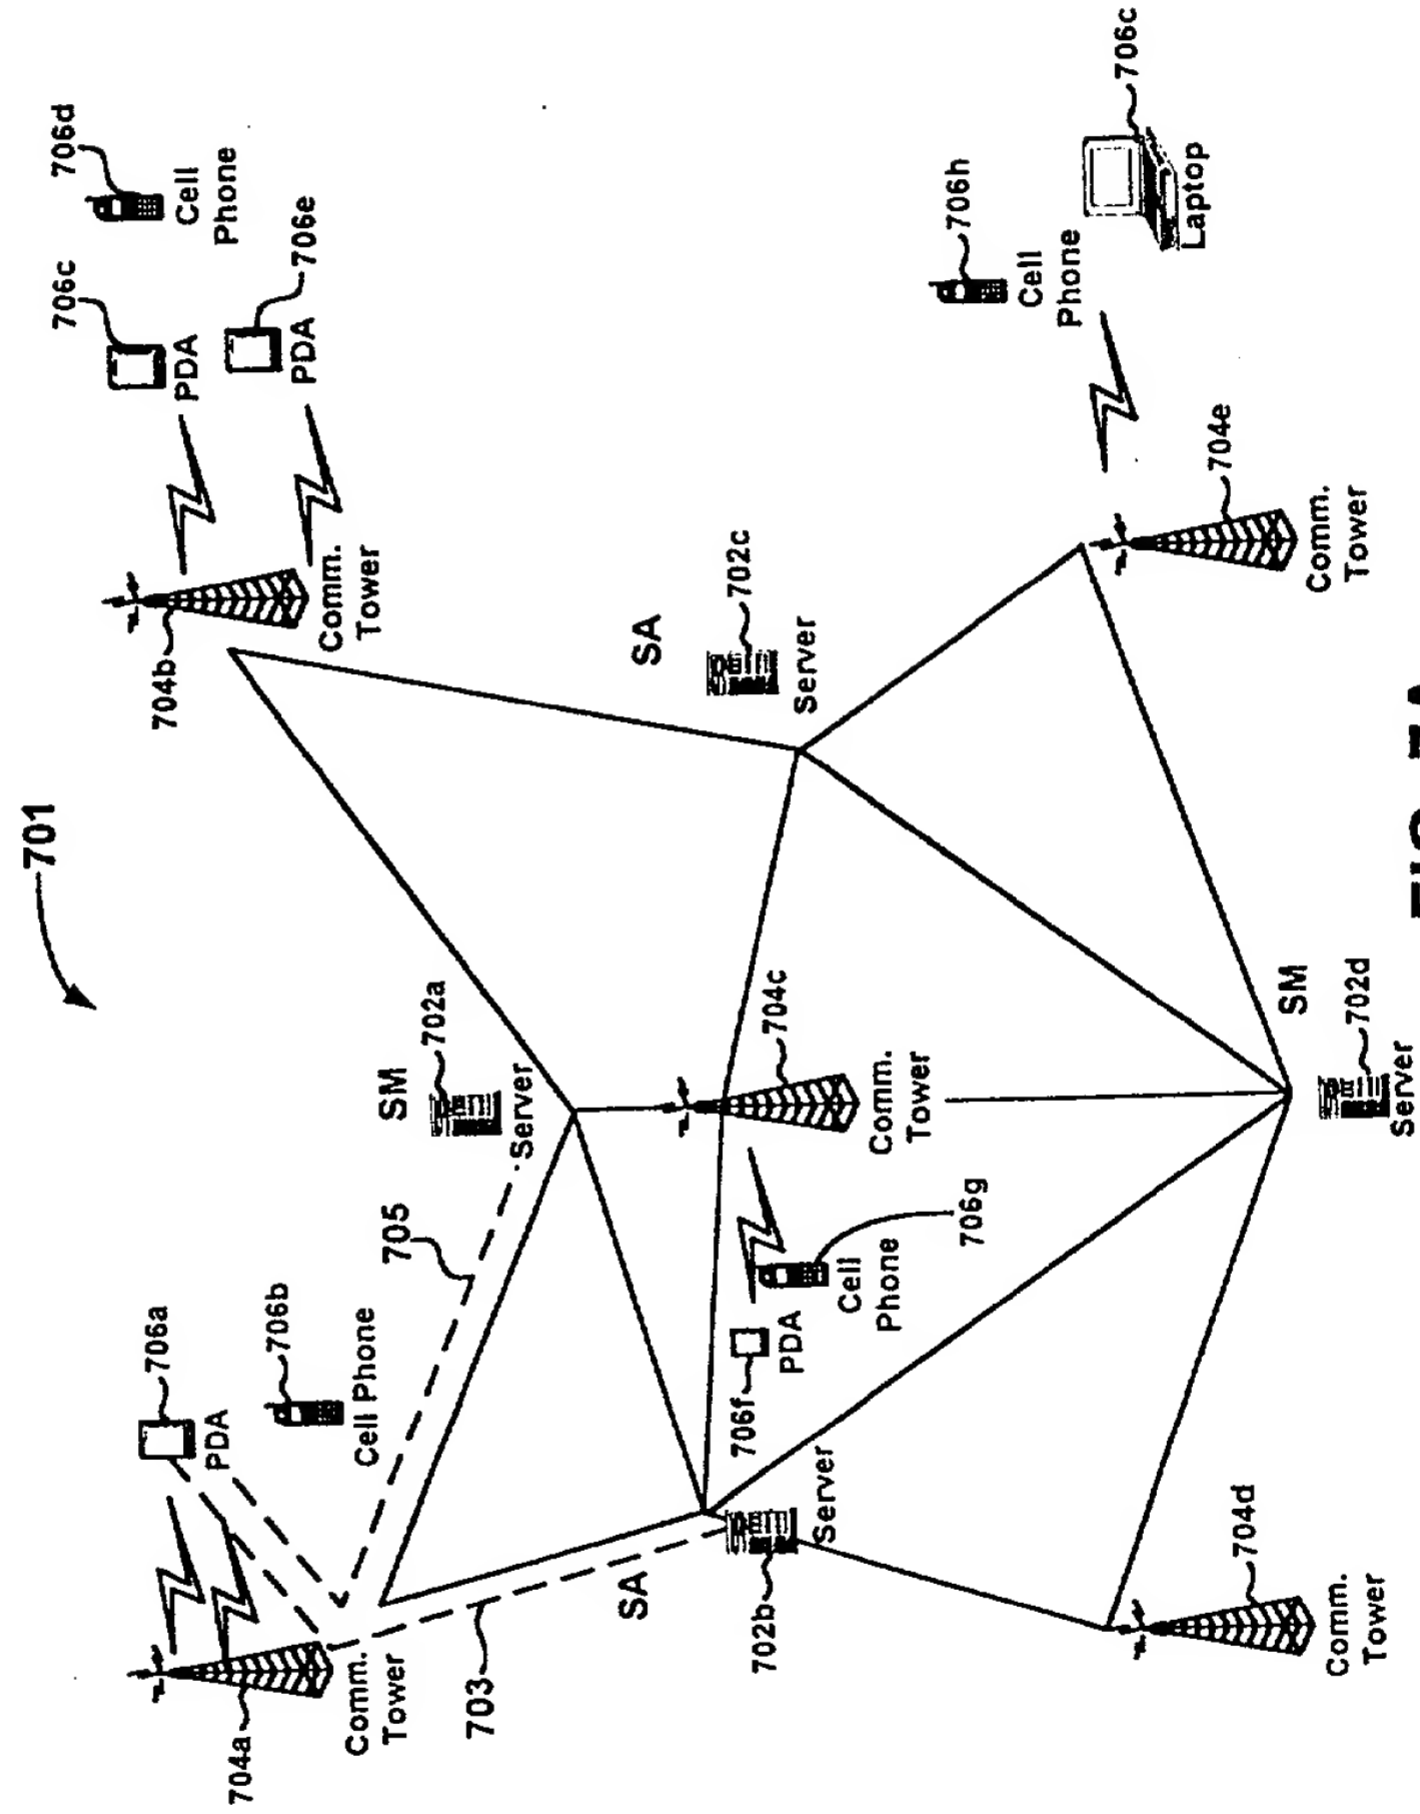 701
706a
PDA
706b
Cell Phone
704a
Comm.
Tower
705
SM
702a
Server
704b
Comm.
Tower
706c
PDA
706d
Cell
Phone
706e
PDA
703
SA
702b
Server
706f
PDA
Cell
Phone
706g
704c
Comm.
Tower
SA
702c
Server
706h
Cell
Phone
706c
Laptop
704e
Comm.
Tower
704d
Comm.
Tower
SM
702d
Server